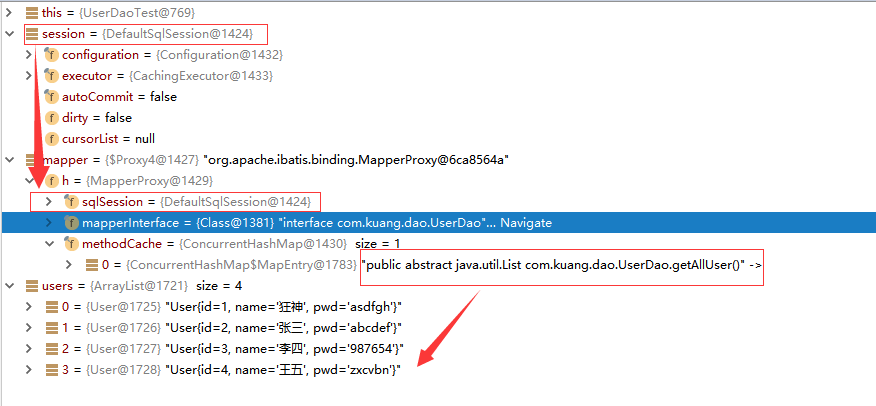 this = {UserDaoTest@769}
session = {DefaultSqlSession@1424}
f configuration = {Configuration@1432}
f executor = {CachingExecutor@1433}
f autoCommit = false
f dirty = false
f cursorList = null
mapper = {$Proxy4@1427} "org.apache.ibatis.binding.MapperProxy@6ca8564a"
f h = {MapperProxy@1429}
f sqlSession = {DefaultSqlSession@1424}
f mapperInterface = {Class@1381} "interface com.kuang.dao.UserDao"... Navigate
f methodCache = {ConcurrentHashMap@1430} size = 1
0 = {ConcurrentHashMap$MapEntry@1783} "public abstract java.util.List com.kuang.dao.UserDao.getAllUser()" ->
users = {ArrayList@1721} size = 4
0 = {User@1725} "User{id=1, name='狂神', pwd='asdfgh'}"
1 = {User@1726} "User{id=2, name='张三', pwd='abcdef'}"
2 = {User@1727} "User{id=3, name='李四', pwd='987654'}"
3 = {User@1728} "User{id=4, name='王五', pwd='zxcvbn'}"